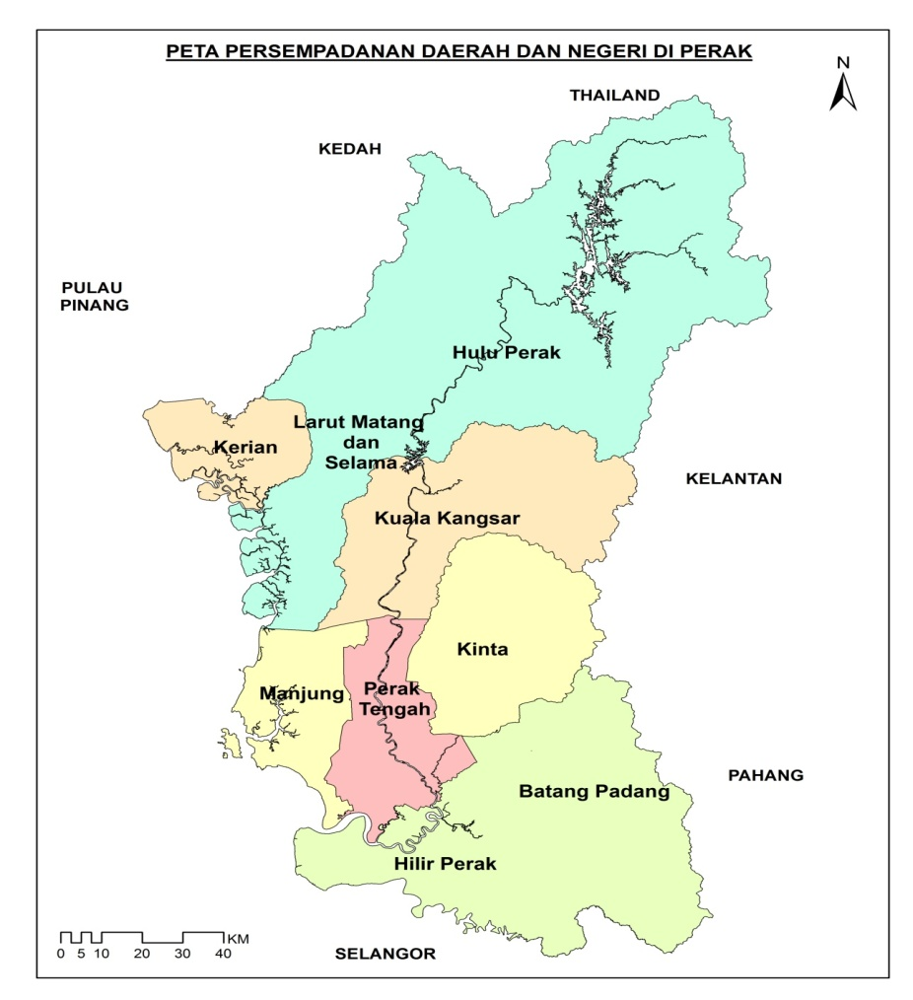 PETA PERSEMPADANAN DAERAH DAN NEGERI DI PERAK
N
THAILAND
KEDAH
PULAU
PINANG
Hulu Perak
Larut Matang
dan
Selama
Kerian
KELANTAN
Kuala Kangsar
Kinta
Manjung
Perak
Tengah
PAHANG
Batang Padang
Hilir Perak
KM
0 5 10 20 30 40
SELANGOR